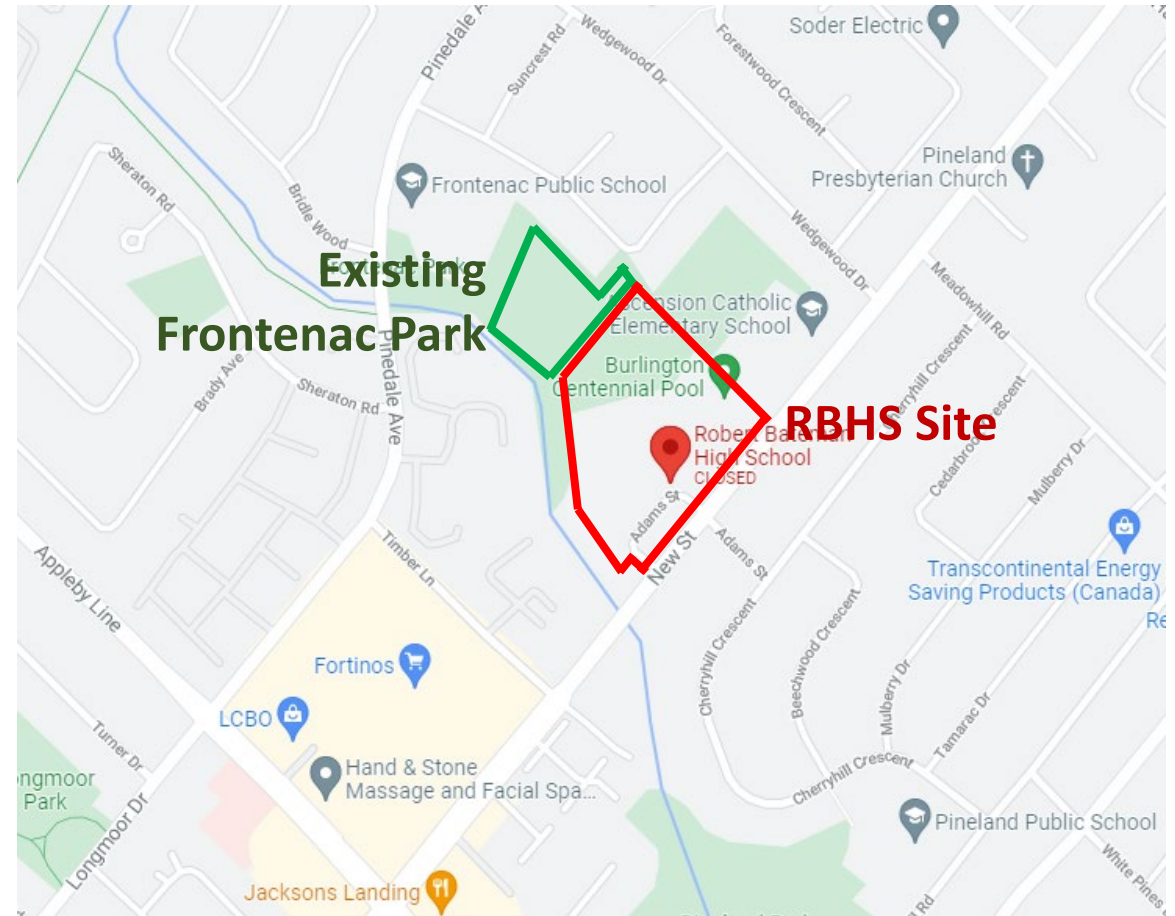 Soder Electric
Pinedale A
Suncrest Rd
Wedgewood Dr
Forestwood Crescent
Pineland
Presbyterian Church
Frontenac Public School
Sheraton Rd
Bridle Wood
Wedgewood Dr
Existing
Frontenac Park
Frontenac Park
Ascension Catholic
Elementary School
Meadowhill Rd
Burlington
Centennial Pool
Cherryhill Crescent
Brady Ave
Sheraton Rd
Pinedale Ave
RBHS Site
Robert Bateman
High School
CLOSED
Cedarbrook Crescent
Mulberry Dr
Adams St
New St
Adams St
Timber Ln
Appleby Line
Transcontinental Energy
Saving Products (Canada)
Re
Cherryhill Crescent
Beechwood Crescent
Mulberry Dr
Tamarac Dr
Fortinos
LCBO
Turner Dr
Hand & Stone
Massage and Facial Spa...
ongmoor
Park
Longmoor Dr
Cherryhill Crescent
Pineland Public School
White Pines
Jacksons Landing
Rd